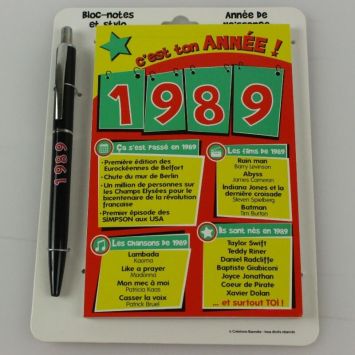 Bloc-notes
et stylo
Année de
naissance
c'est ton ANNÉE !
1989
1989
Ça s'est passé en 1989
• Première édition des
Eurockéennes de Belfort
• Chute du mur de Berlin
• Un million de personnes sur
les Champs Elysées pour le
bicentenaire de la révolution
française
• Premier épisode des
SIMPSON aux USA
Les films de 1989
Rain man
Barry Levinson
Abyss
James Cameron
Indiana Jones et la
dernière croisade
Steven Spielberg
Batman
Tim Burton
Les chansons de 1989
Lambada
Kaoma
Like a prayer
Madonna
Mon mec à moi
Patricia Kaas
Casser la voix
Patrick Bruel
Ils sont nés en 1989
Taylor Swift
Teddy Riner
Daniel Radcliffe
Baptiste Giabiconi
Joyce Jonathan
Coeur de Pirate
Xavier Dolan
... et surtout TOI !